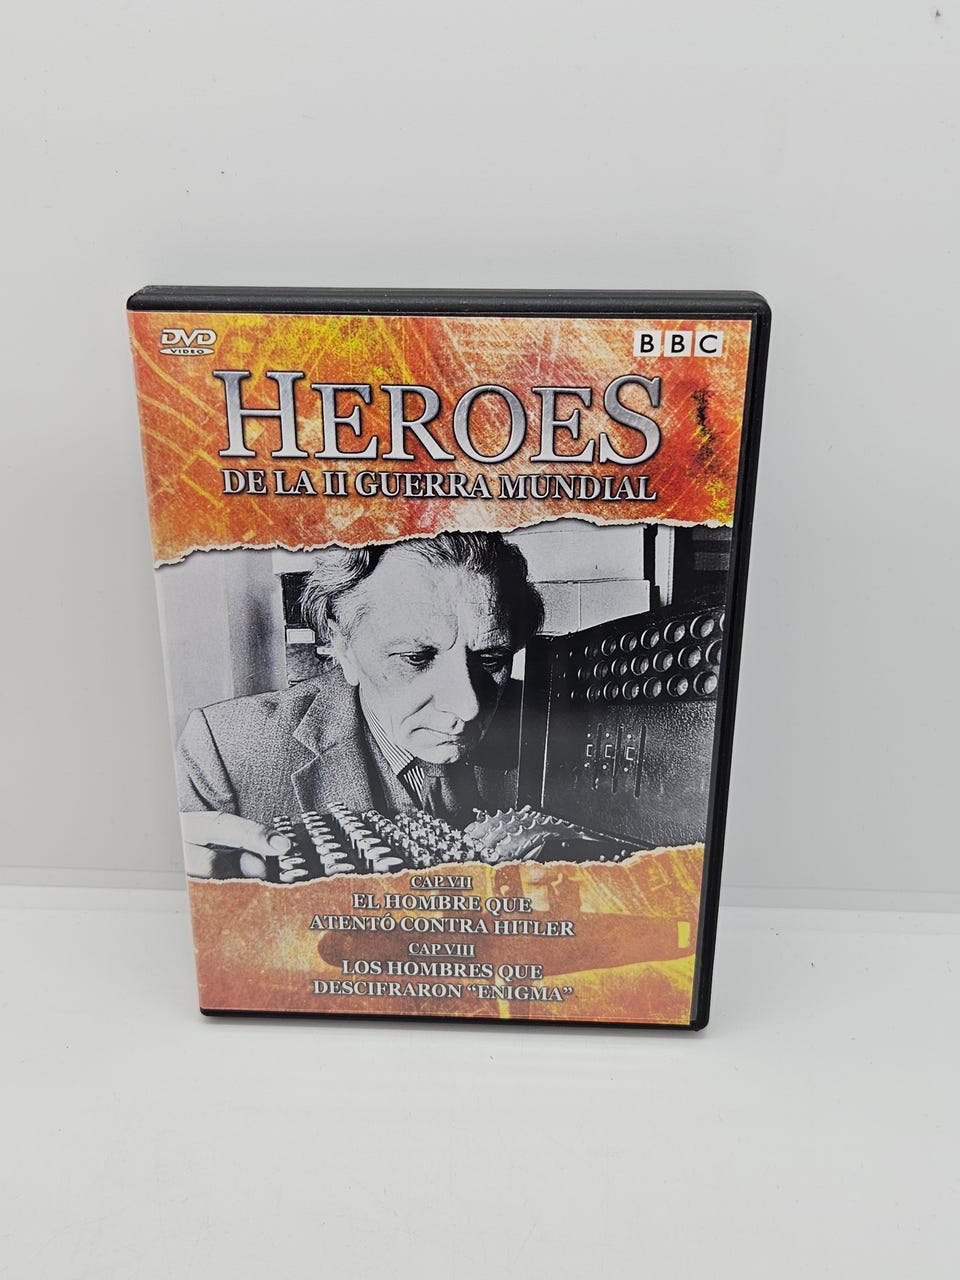 DVD
VIDEO
BBC
HEROES
DE LA II GUERRA MUNDIAL
CAP. VII
EL HOMBRE QUE
ATENTÓ CONTRA HITLER
CAP. VIII
LOS HOMBRES QUE
DESCIFRARON “ENIGMA”